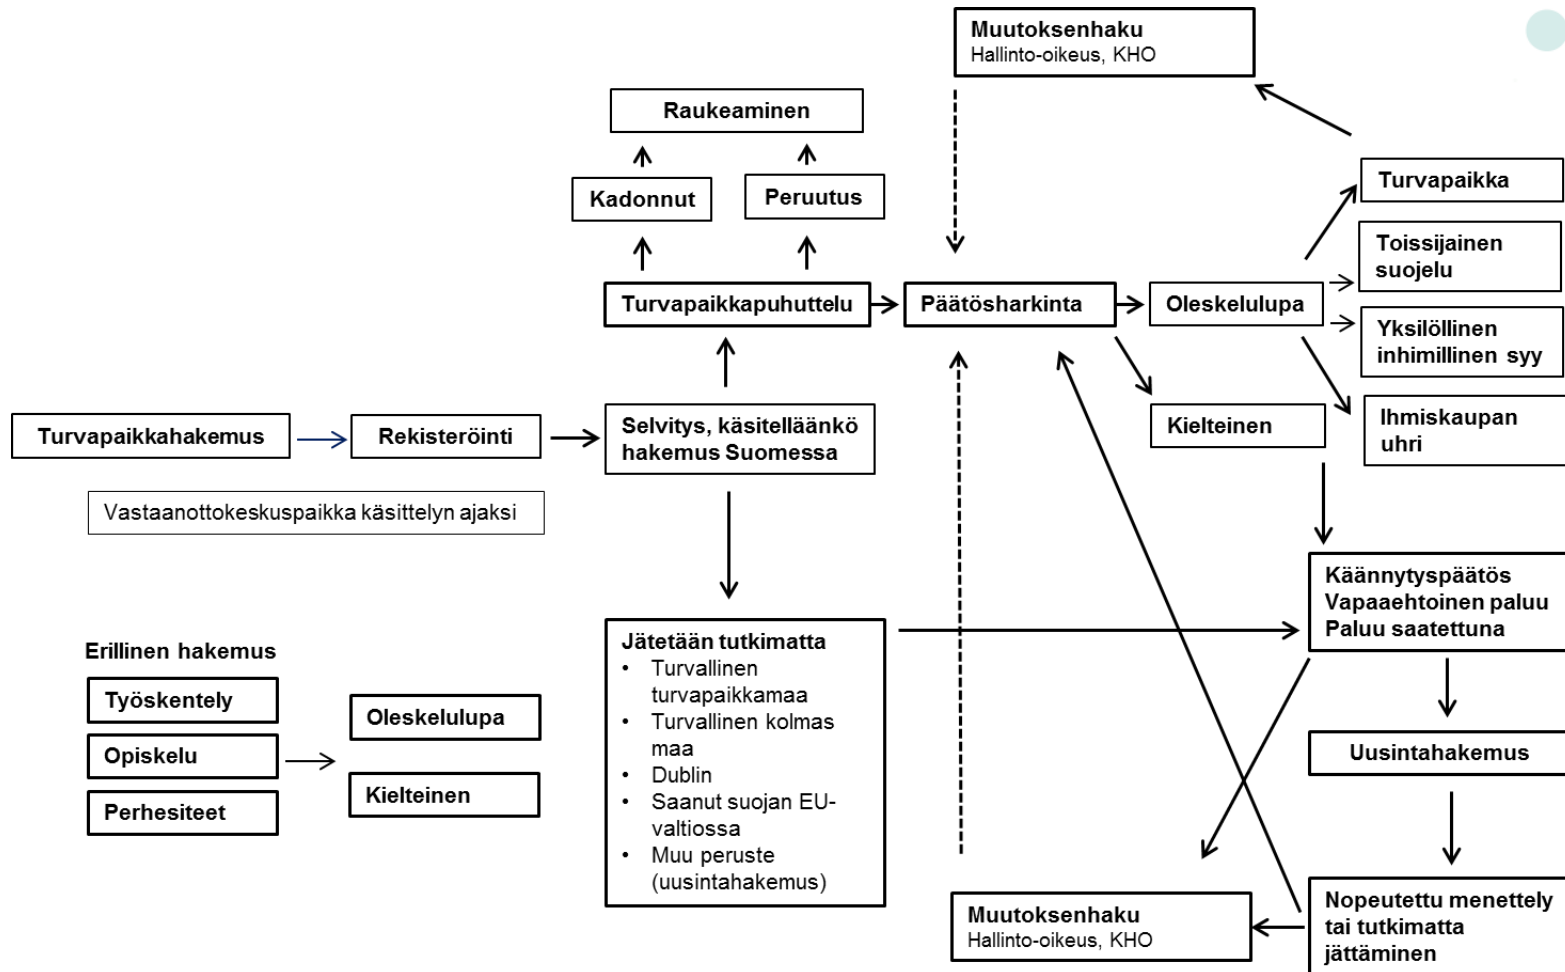 Muutoksenhaku
Hallinto-oikeus, KHO
Raukeaminen
Kadonnut
Peruutus
Turvapaikka
Toissijainen
suojelu
Turvapaikkapuhuttelu
Päätösharkinta
Oleskelulupa
Yksilöllinen
inhimillinen syy
Turvapaikkahakemus
Rekisteröinti
Selvitys, käsitelläänkö
hakemus Suomessa
Kielteinen
Ihmiskaupan
uhri
Vastaanottokeskuspaikka käsittelyn ajaksi
Käännytyspäätös
Vapaaehtoinen paluu
Paluu saatettuna
Erillinen hakemus
Työskentely
Opiskelu
Perhesiteet
Oleskelulupa
Kielteinen
Jätetään tutkimatta
• Turvallinen
turvapaikkamaa
• Turvallinen kolmas
maa
• Dublin
• Saanut suojan EU-
valtiossa
• Muu peruste
(uusintahakemus)
Uusintahakemus
Muutoksenhaku
Hallinto-oikeus, KHO
Nopeutettu menettely
tai tutkimatta
jättäminen